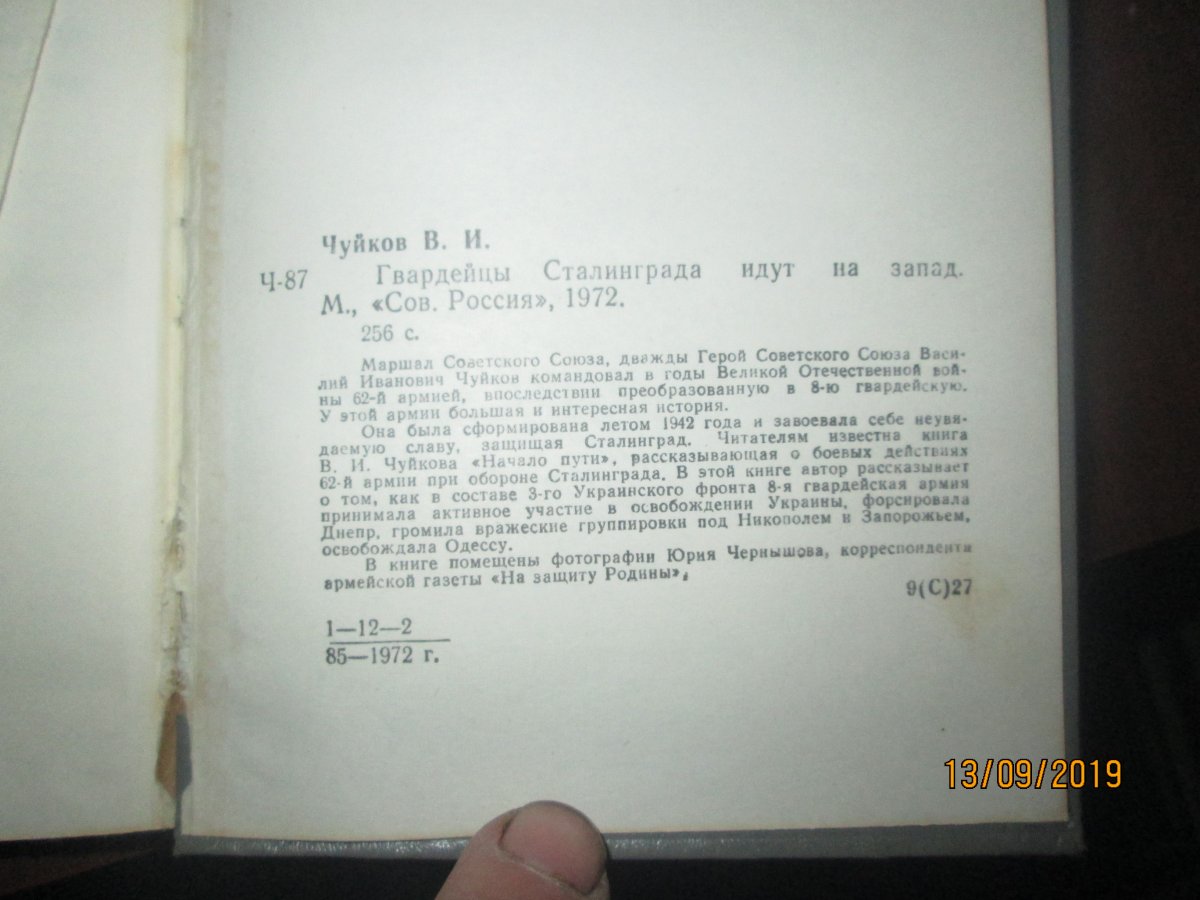 Чуйков В. И.
Ч-87 Гвардейцы Сталинграда идут на запад.
М., «Сов. Россия», 1972.
256 с.
Маршал Советского Союза, дважды Герой Советского Союза Васи-
лий Иванович Чуйков командовал в годы Великой Отечественной вой-
ны 62-й армией, впоследствии преобразованную в 8-ю гвардейскую.
У этой армии большая и интересная история.
Она была сформирована летом 1942 года и завоевала себе неувя-
даемую славу, защищая Сталинград. Читателям известна книга
В. И. Чуйкова «Начало пути», рассказывающая о боевых действиях
62-й армии при обороне Сталинграда. В этой книге автор рассказывает
о том, как в составе 3-го Украинского фронта 8-я гвардейская армия
принимала активное участие в освобождении Украины, форсировала
Днепр, громила вражеские группировки под Никополем и Запорожьем,
освобождала Одессу.
В книге помещены фотографии Юрия Чернышова, корреспондента
армейской газеты «На защиту Родины».
9(С)27
1—12—2
85—1972 г.
13/09/2019